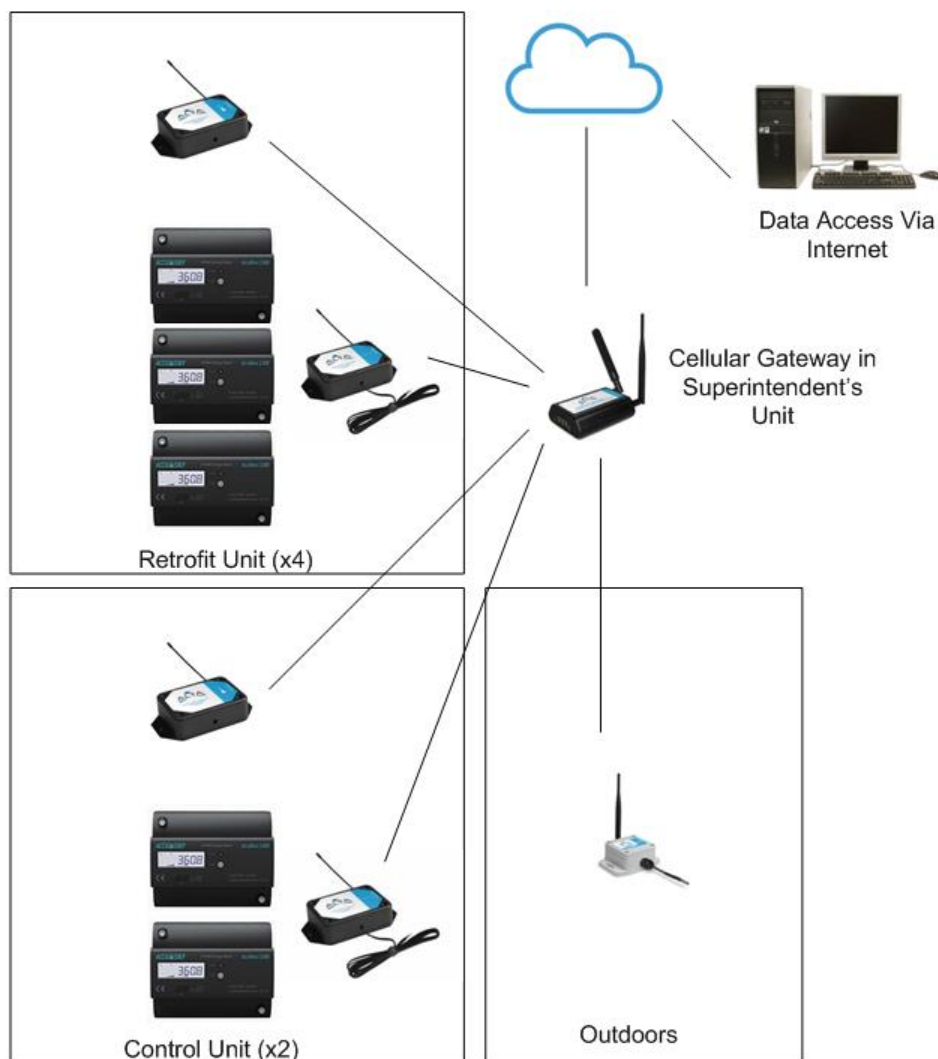 Data Access Via
Internet
3608
3608
3608
Cellular Gateway in
Superintendent's
Unit
Retrofit Unit (x4)
3608
3608
Control Unit (x2)
Outdoors